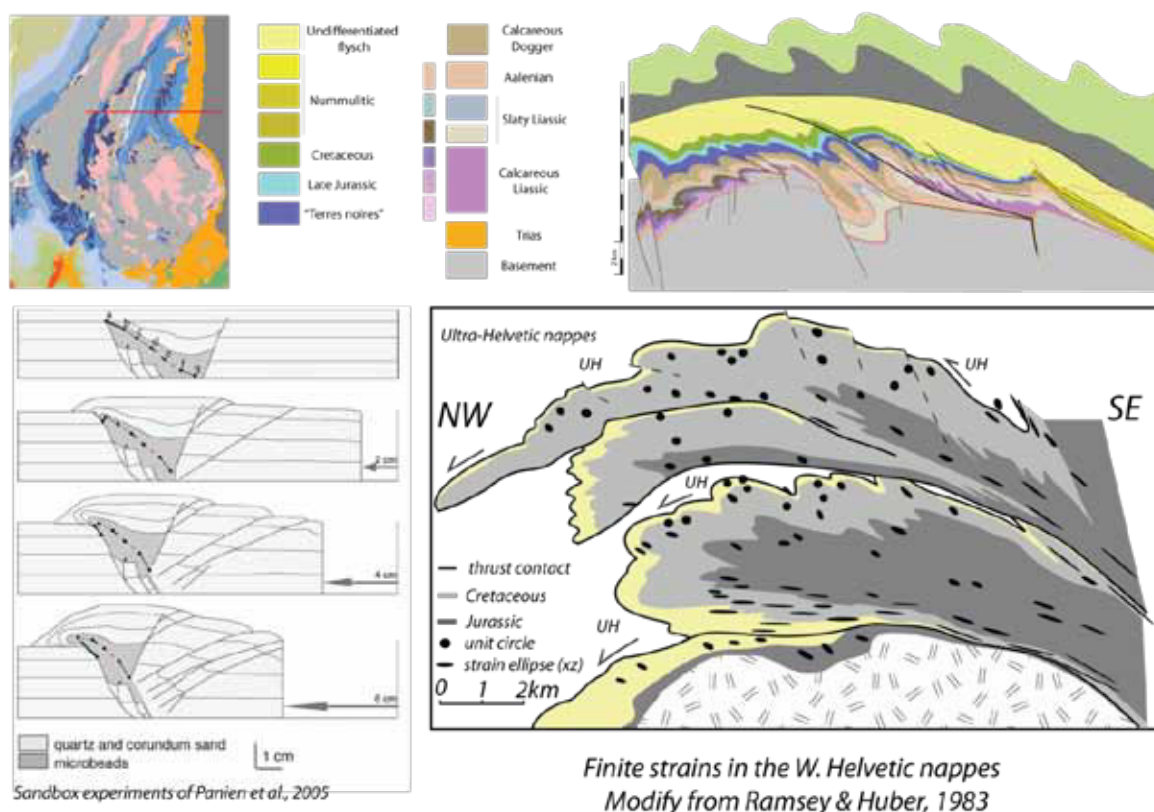 Undifferentiated
flysch
Nummulitic
Cretaceous
Late Jurassic
"Terres noires"
Calcareous
Dogger
Aalenian
Slaty Liassic
Calcareous
Liassic
Trias
Basement
2 km
2 cm
4 cm
quartz and corundum sand
microbeads
1 cm
Sandbox experiments of Panien et al., 2005
Ultra-Helvetic nappes
UH
UH
NW
SE
UH
UH
thrust contact
Cretaceous
Jurassic
unit circle
strain ellipse (xz)
0 1 2km
Finite strains in the W. Helvetic nappes
Modify from Ramsey & Huber, 1983